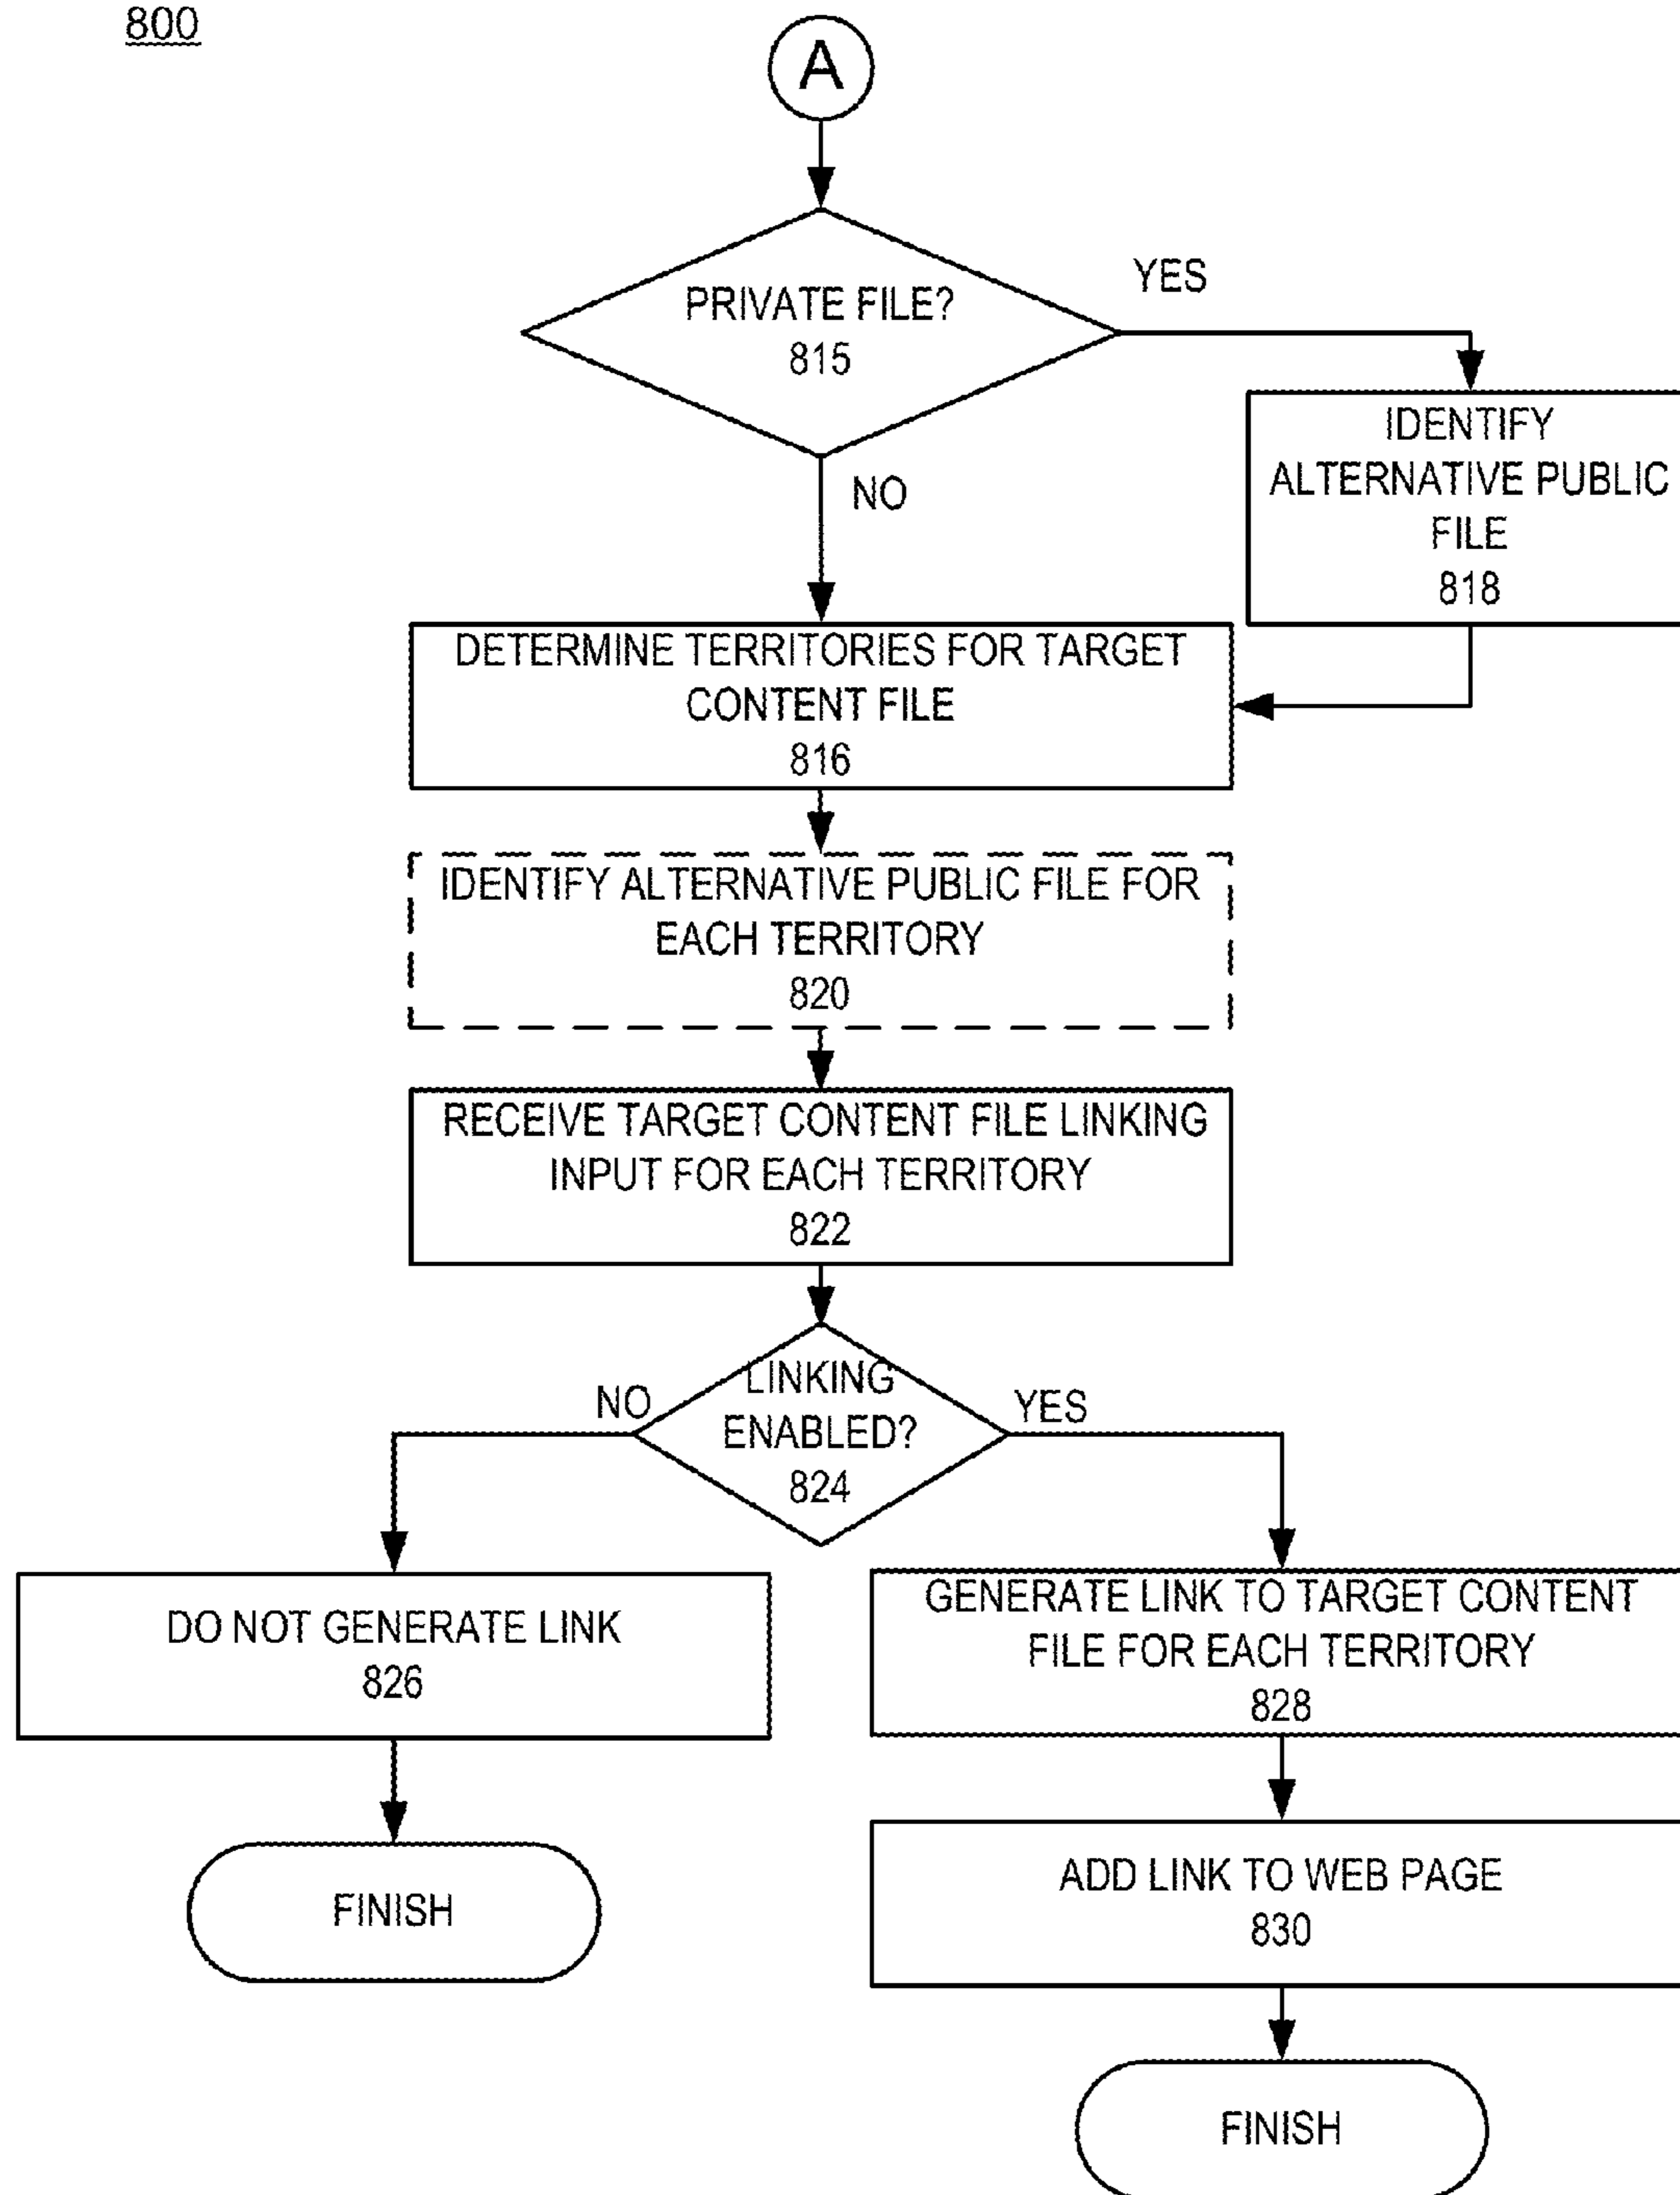 800
A
PRIVATE FILE?
815
YES
NO
IDENTIFY
ALTERNATIVE PUBLIC
FILE
818
DETERMINE TERRITORIES FOR TARGET
CONTENT FILE
816
IDENTIFY ALTERNATIVE PUBLIC FILE FOR
EACH TERRITORY
820
RECEIVE TARGET CONTENT FILE LINKING
INPUT FOR EACH TERRITORY
822
LINKING
ENABLED?
824
NO
YES
DO NOT GENERATE LINK
826
GENERATE LINK TO TARGET CONTENT
FILE FOR EACH TERRITORY
828
FINISH
ADD LINK TO WEB PAGE
830
FINISH